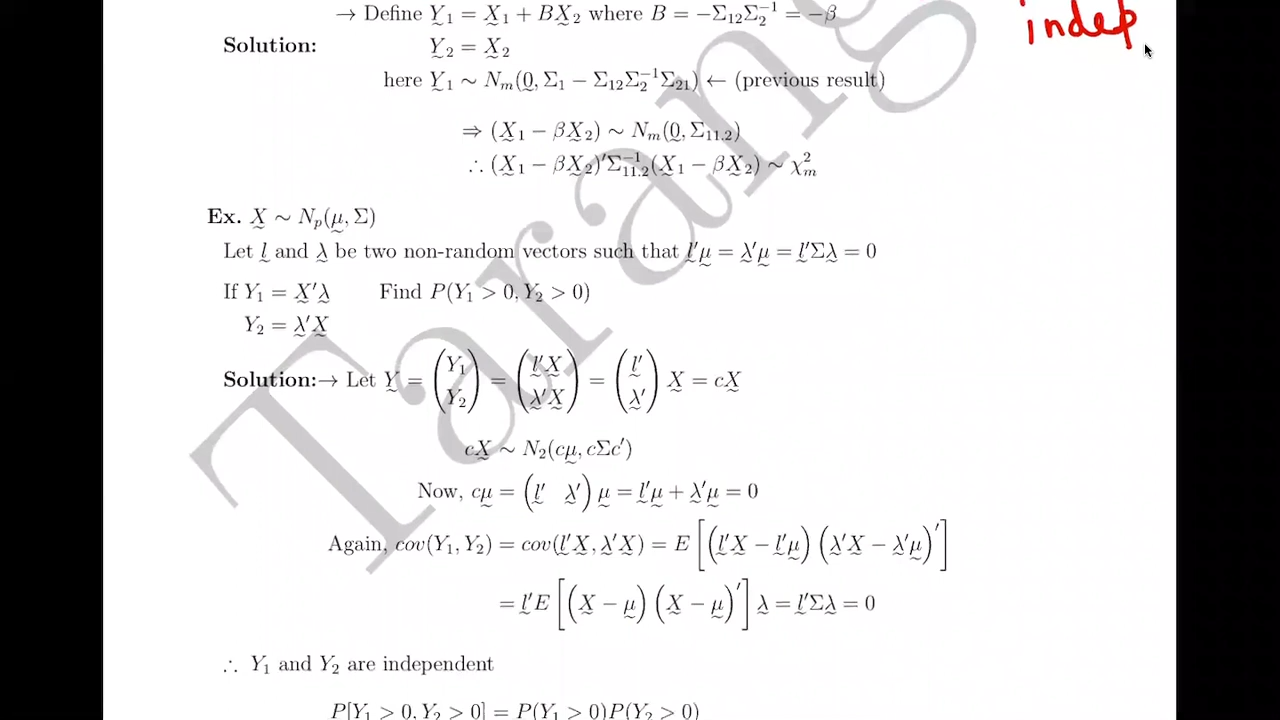 → Define Y₁ = X₁ + BX₂ where B = −Σ₁₂Σ₂⁻¹ = −β
indep
Solution: Y₂ = X₂
here Y₁ ∼ Nₘ(0, Σ₁ − Σ₁₂Σ₂⁻¹Σ₂₁) ← (previous result)
⇒ (X₁ − βX₂) ∼ Nₘ(0, Σ₁₁.₂)
∴ (X₁ − βX₂)′Σ₁₁.₂⁻¹(X₁ − βX₂) ∼ χ²ₘ
Ex. X ∼ Nₚ(μ, Σ)
Let l and λ be two non-random vectors such that l′μ = λ′μ = l′Σλ = 0
If Y₁ = X′λ Find P(Y₁ > 0, Y₂ > 0)
Y₂ = λ′X
Solution:→ Let Y = (Y₁ Y₂) = (l′X λ′X) = (l′ λ′) X = cX
cX ∼ N₂(cμ, cΣc′)
Now, cμ = (l′ λ′) μ = l′μ + λ′μ = 0
Again, cov(Y₁, Y₂) = cov(l′X, λ′X) = E [(l′X − l′μ) (λ′X − λ′μ)′]
= l′E [(X − μ) (X − μ)′] λ = l′Σλ = 0
∴ Y₁ and Y₂ are independent
P[Y₁ > 0, Y₂ > 0] = P(Y₁ > 0)P(Y₂ > 0)
Tarang